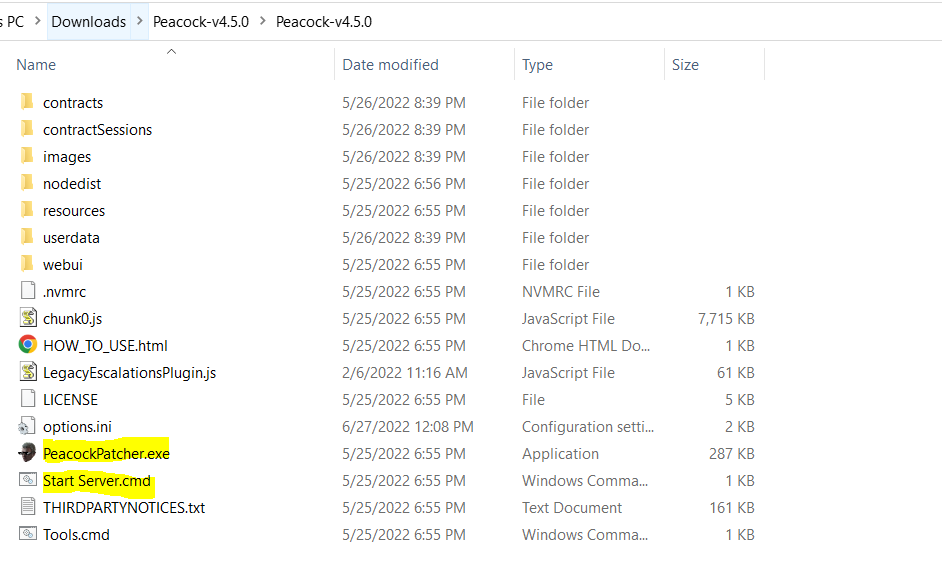 s PC > Downloads > Peacock-v4.5.0 > Peacock-v4.5.0
Name Date modified Type Size
contracts 5/26/2022 8:39 PM File folder
contractSessions 5/26/2022 8:39 PM File folder
images 5/26/2022 8:39 PM File folder
nodedist 5/25/2022 6:56 PM File folder
resources 5/25/2022 6:55 PM File folder
userdata 5/26/2022 8:39 PM File folder
webui 5/25/2022 6:55 PM File folder
.nvmrc 5/25/2022 6:55 PM NVMRC File 1 KB
chunk0.js 5/25/2022 6:55 PM JavaScript File 7,715 KB
HOW_TO_USE.html 5/25/2022 6:55 PM Chrome HTML Do... 1 KB
LegacyEscalationsPlugin.js 2/6/2022 11:16 AM JavaScript File 61 KB
LICENSE 5/25/2022 6:55 PM File 5 KB
options.ini 6/27/2022 12:08 PM Configuration setti... 2 KB
PeacockPatcher.exe 5/25/2022 6:55 PM Application 287 KB
Start Server.cmd 5/25/2022 6:55 PM Windows Comma... 1 KB
THIRDPARTYNOTICES.txt 5/25/2022 6:55 PM Text Document 161 KB
Tools.cmd 5/25/2022 6:55 PM Windows Comma... 1 KB